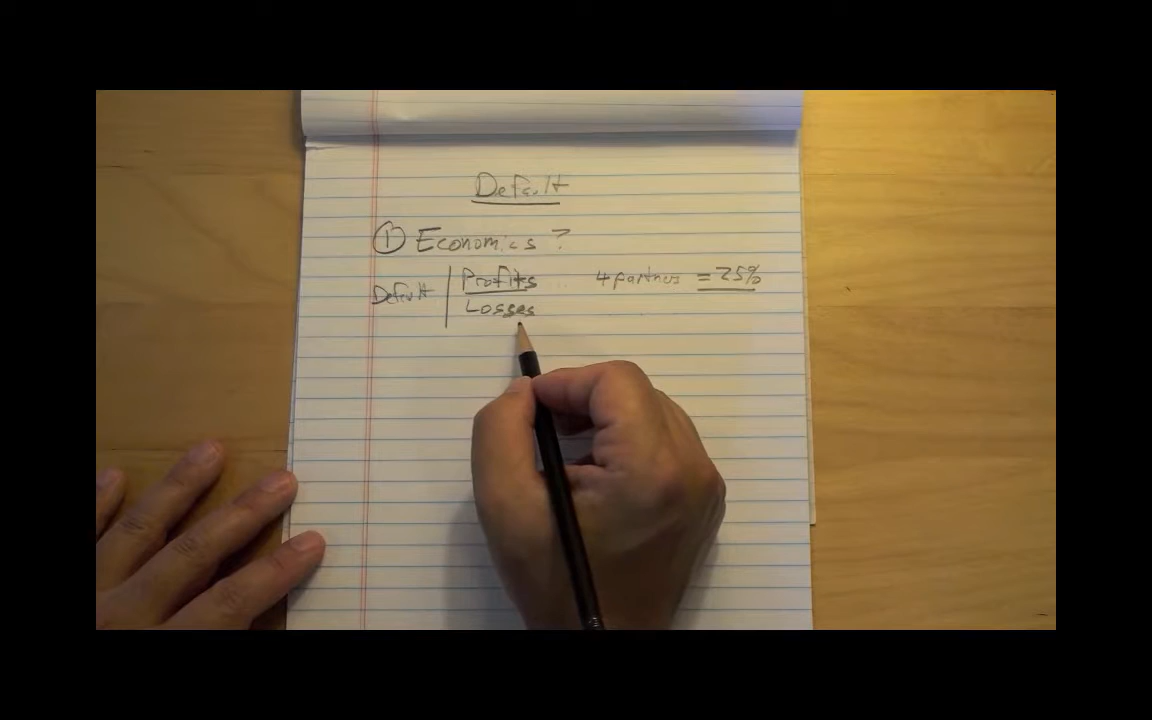 Default
① Economics ?
Profits 4 partners = 25%
Default
Losses